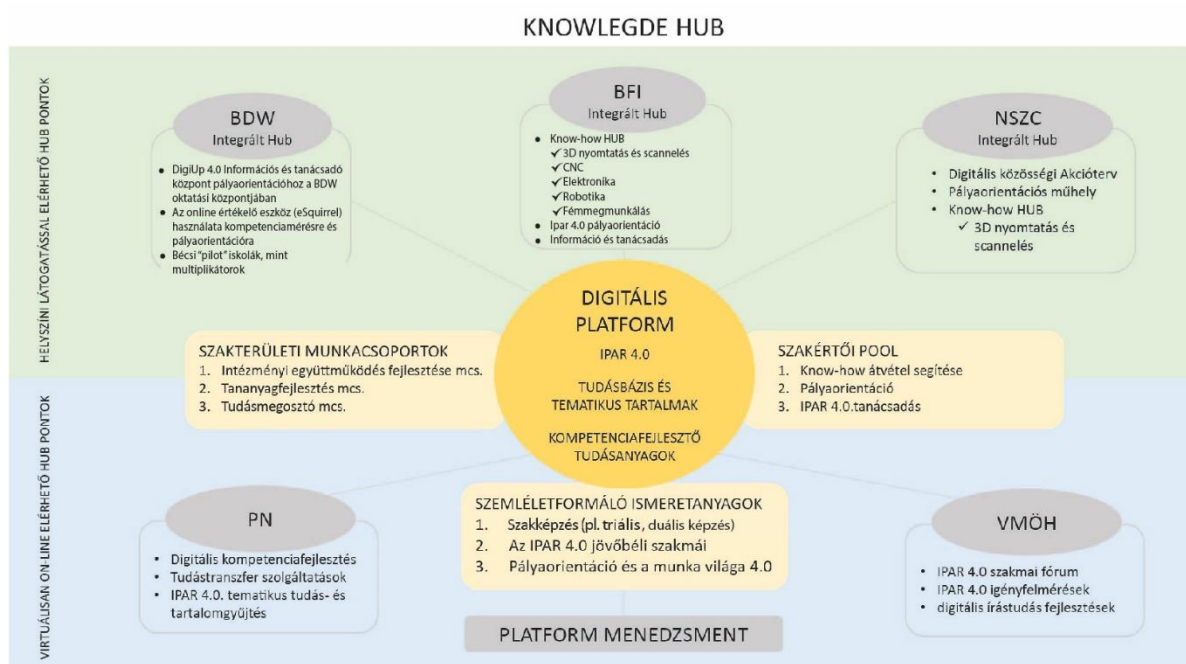 KNOWLEGDE HUB
HELYSZÍNI LÁTOGATÁSSAL ELÉRHETŐ HUB PONTOK
BDW
Integrált Hub
• DigiUp 4.0 Információs és tanácsadó
központ pályaorientációhoz a BDW
oktatási központjában
• Az online értékelő eszköz (eSquirrel)
használata kompetenciamérésre és
pályaorientációra
• Bécsi "pilot" iskolák, mint
multiplikátorok
BFI
Integrált Hub
• Know-how HUB
✓ 3D nyomtatás és scannelés
✓ CNC
✓ Elektronika
✓ Robotika
✓ Fémmegmunkálás
• Ipar 4.0 pályaorientáció
• Információ és tanácsadás
NSZC
Integrált Hub
• Digitális közösségi Akcióterv
• Pályaorientációs műhely
• Know-how HUB
✓ 3D nyomtatás és
scannelés
DIGITÁLIS
PLATFORM
IPAR 4.0
TUDÁSBÁZIS ÉS
TEMATIKUS TARTALMAK
KOMPETENCIAFEJLESZTŐ
TUDÁSANYAGOK
SZAKTERÜLETI MUNKACSOPORTOK
1. Intézményi együttműködés fejlesztése mcs.
2. Tananyagfejlesztés mcs.
3. Tudásmegosztó mcs.
SZAKÉRTŐI POOL
1. Know-how átvétel segítése
2. Pályaorientáció
3. IPAR 4.0.tanácsadás
VIRTUÁLISAN ON-LINE ELÉRHETŐ HUB PONTOK
PN
• Digitális kompetenciafejlesztés
• Tudástranszfer szolgáltatások
• IPAR 4.0. tematikus tudás- és
tartalomgyűjtés
SZEMLÉLETFORMÁLÓ ISMERETANYAGOK
1. Szakképzés (pl. triális, duális képzés)
2. Az IPAR 4.0 jövőbéli szakmái
3. Pályaorientáció és a munka világa 4.0
VMÖH
• IPAR 4.0 szakmai fórum
• IPAR 4.0 igényfelmérések
• digitális írástudás fejlesztések
PLATFORM MENEDZSMENT